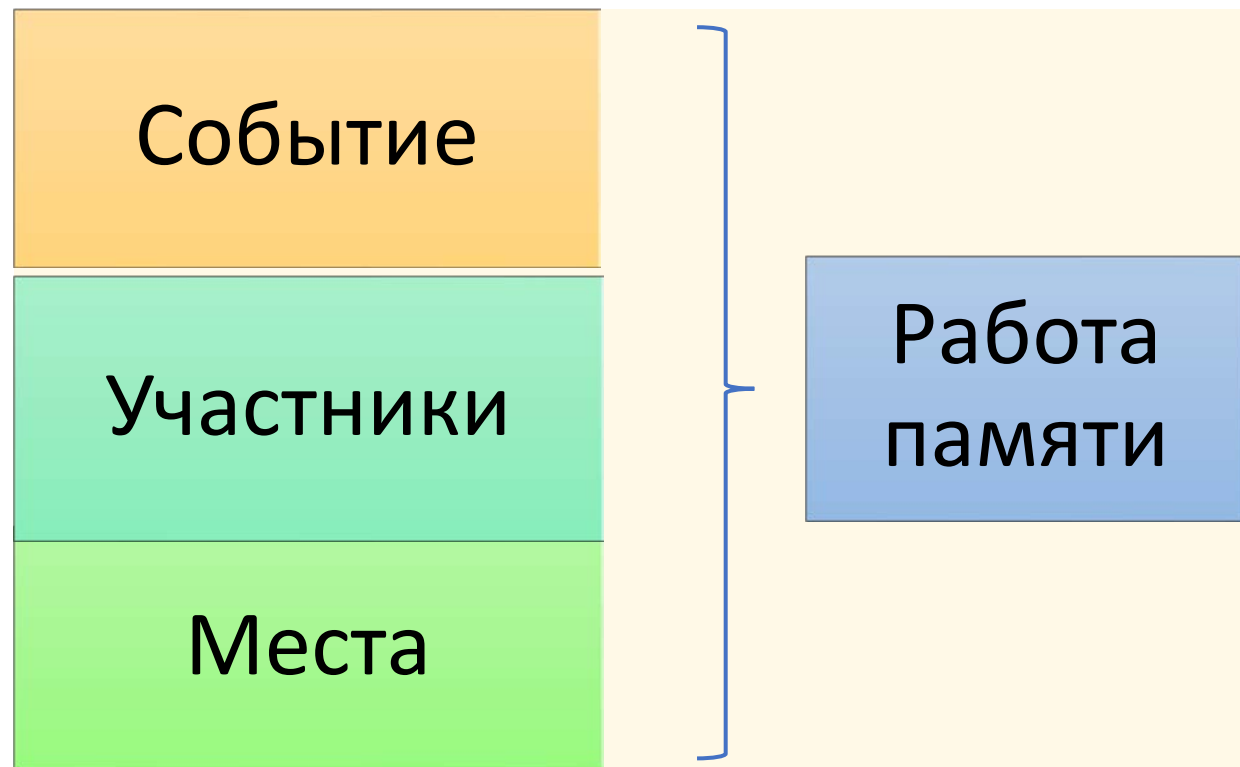 Событие
Участники
Места
Работа
памяти